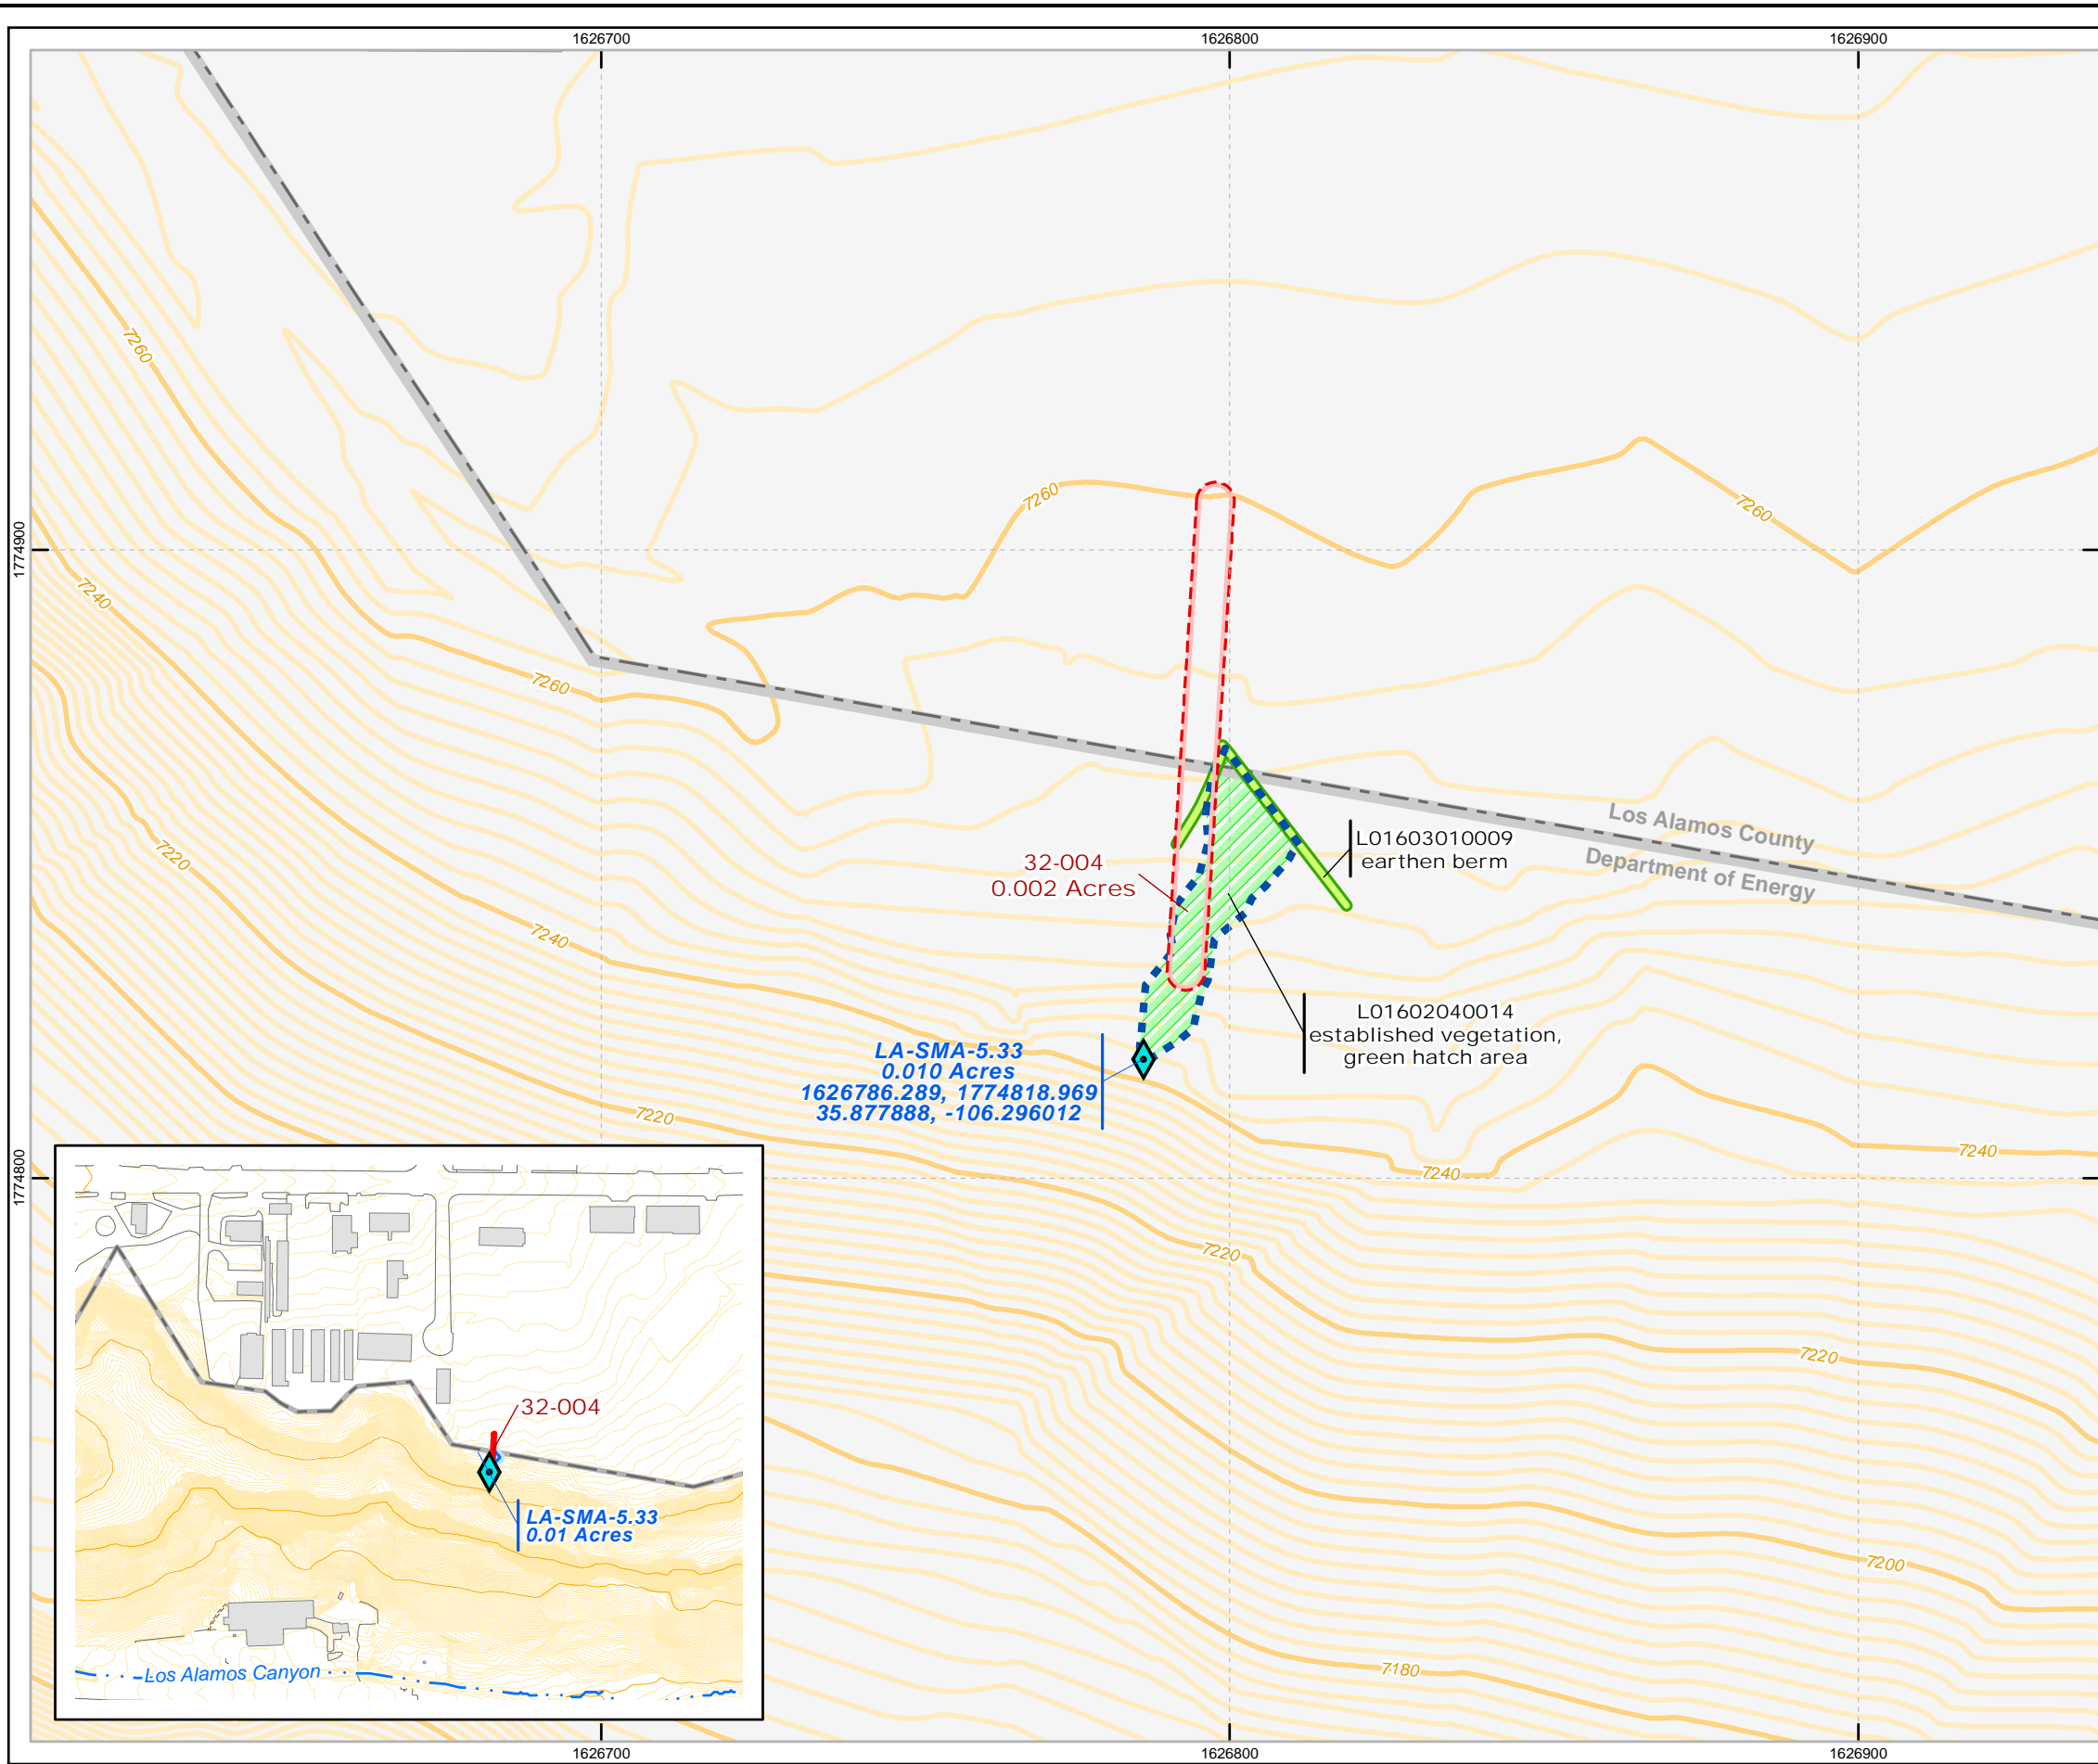 1626700
1626800
1626900
7260
7260
7260
1774900
7240
7260
Los Alamos County
Department of Energy
L01603010009
earthen berm
7220
32-004
0.002 Acres
7240
L01602040014
established vegetation,
green hatch area
LA-SMA-5.33
0.010 Acres
1626786.289, 1774818.969
35.877888, -106.296012
7220
7240
7240
1774800
7220
7220
32-004
LA-SMA-5.33
0.01 Acres
7200
Los Alamos Canyon
7180
1626700
1626800
1626900